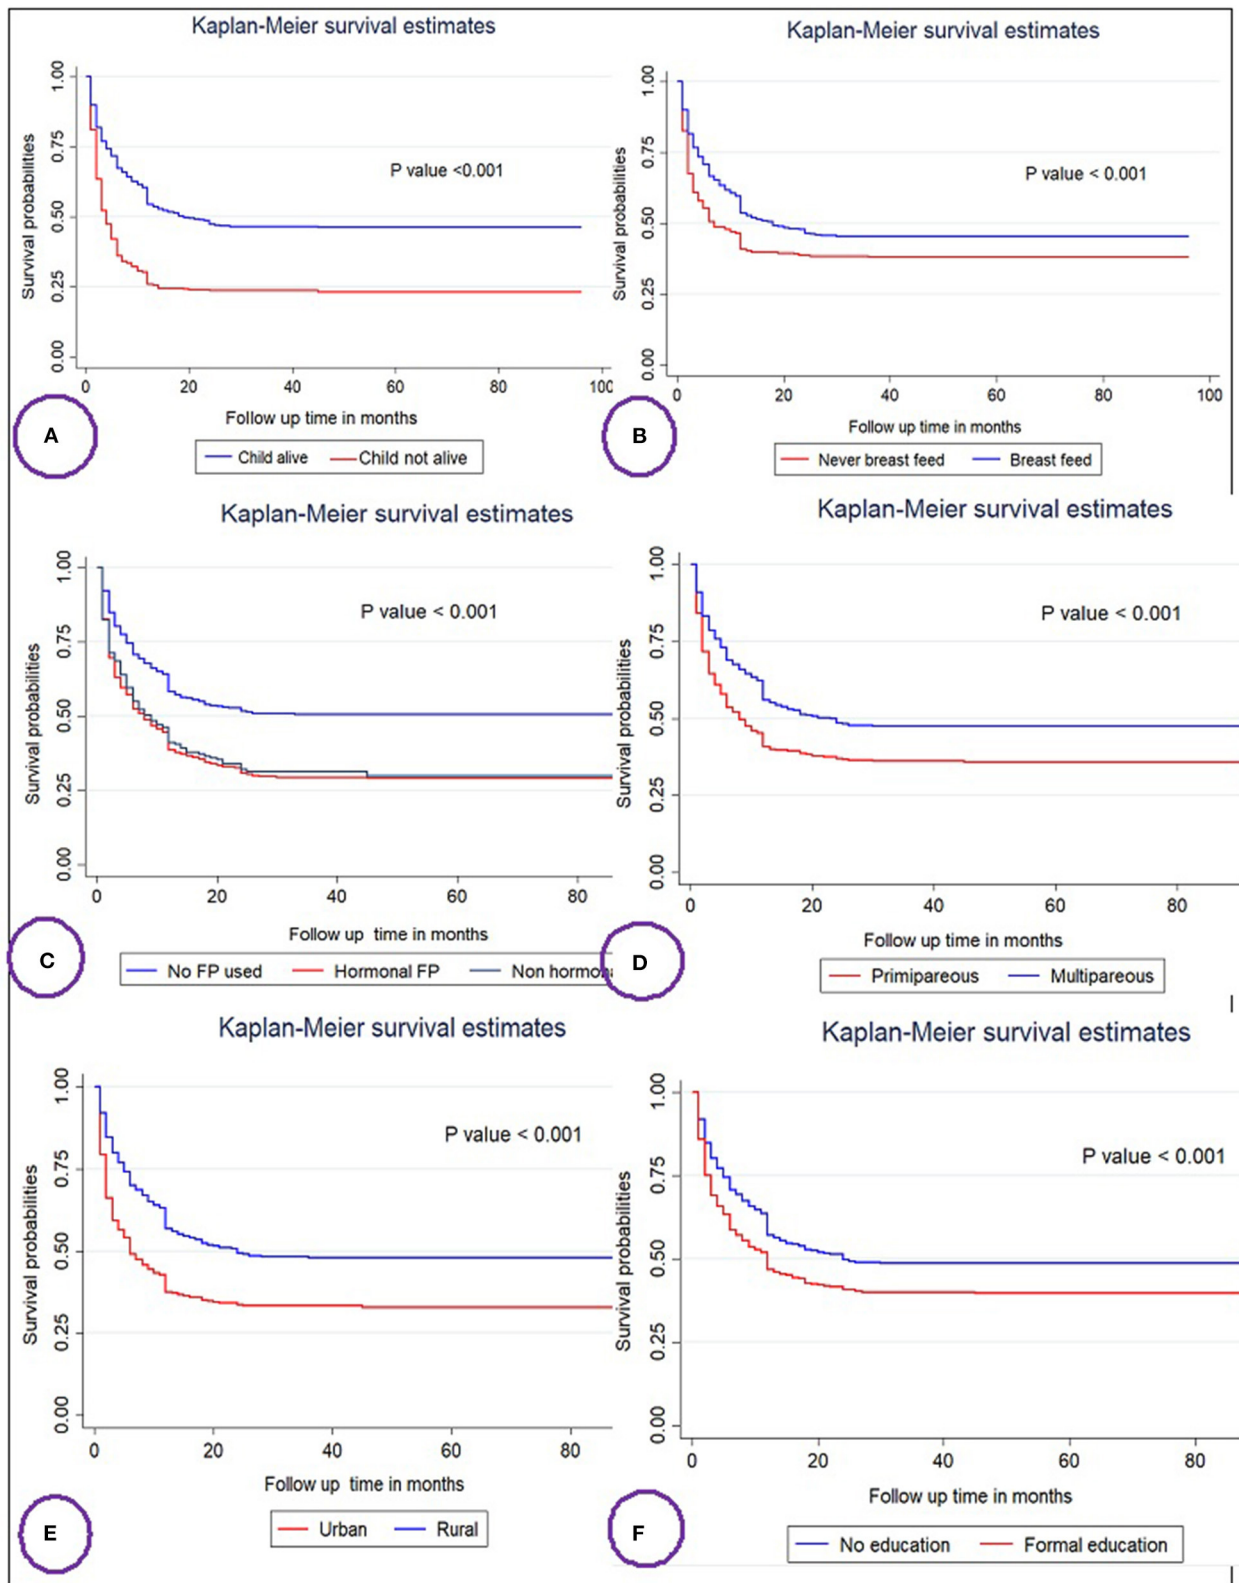 Kaplan-Meier survival estimates
Survival probabilities
1.00
0.75
0.50
0.25
0.00
P value <0.001
0 20 40 60 80 100
Follow up time in months
A
Child alive Child not alive
Kaplan-Meier survival estimates
Survival probabilities
1.00
0.75
0.50
0.25
0.00
P value < 0.001
0 20 40 60 80 100
Follow up time in months
B
Never breast feed Breast feed
Kaplan-Meier survival estimates
Survival probabilities
1.00
0.75
0.50
0.25
0.00
P value < 0.001
0 20 40 60 80
Follow up time in months
C
No FP used Hormonal FP Non hormona
Kaplan-Meier survival estimates
Survival probabilities
1.00
0.75
0.50
0.25
0.00
P value < 0.001
0 20 40 60 80
Follow up time in months
D
Primipareous Multipareous
Kaplan-Meier survival estimates
Survival probabilities
1.00
0.75
0.50
0.25
0.00
P value < 0.001
0 20 40 60 80
Follow up time in months
E
Urban Rural
Kaplan-Meier survival estimates
Survival probabilities
1.00
0.75
0.50
0.25
0.00
P value < 0.001
0 20 40 60 80
Follow up time in months
F
No education Formal education